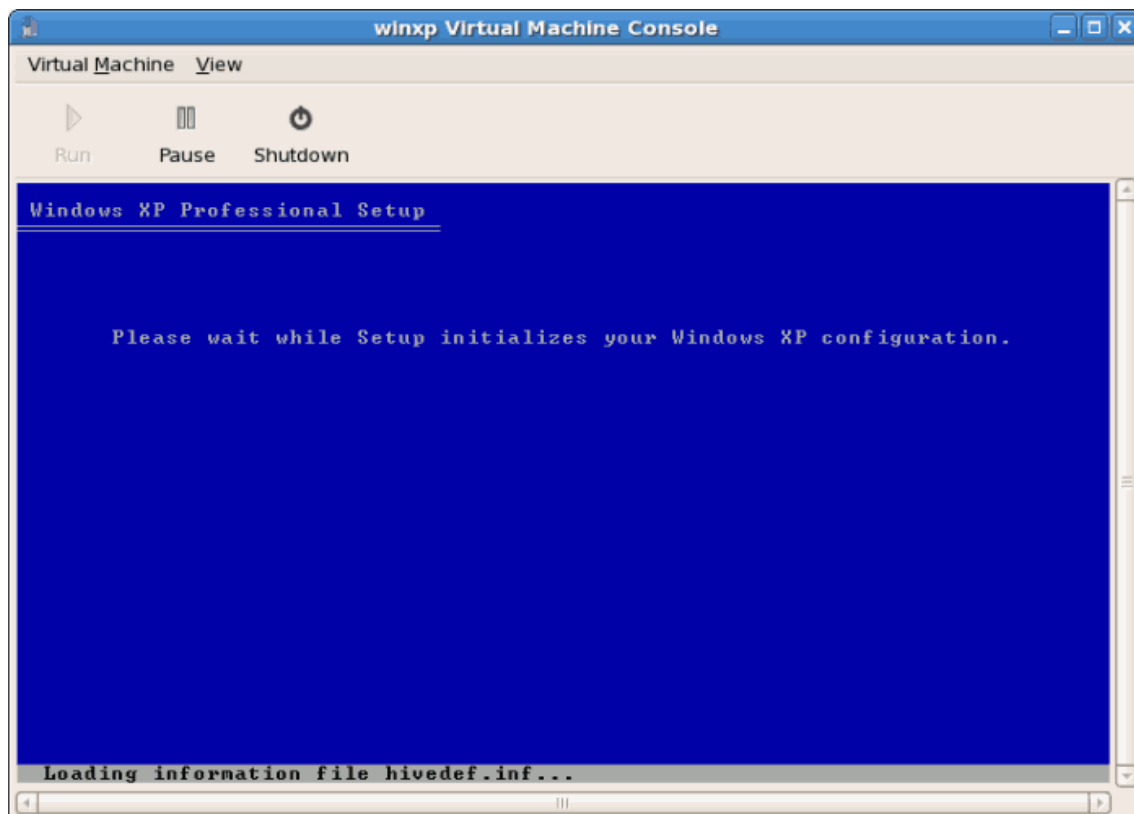 winxp Virtual Machine Console
Virtual Machine View
Run Pause Shutdown
Windows XP Professional Setup
Please wait while Setup initializes your Windows XP configuration.
Loading information file hivedef.inf...